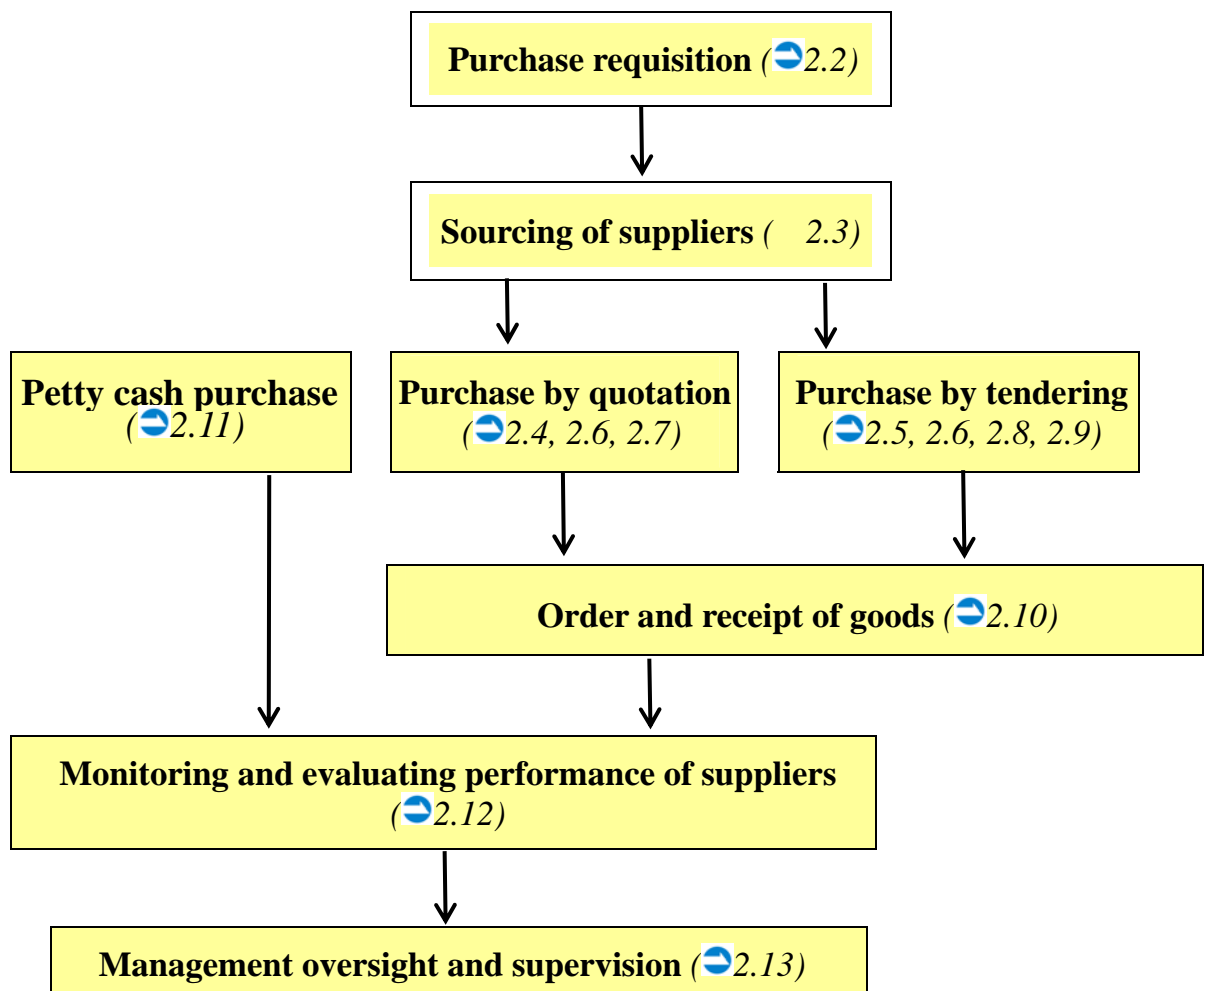 Purchase requisition (2.2)
Sourcing of suppliers ( 2.3)
Petty cash purchase
(2.11)
Purchase by quotation
(2.4, 2.6, 2.7)
Purchase by tendering
(2.5, 2.6, 2.8, 2.9)
Order and receipt of goods (2.10)
Monitoring and evaluating performance of suppliers
(2.12)
Management oversight and supervision (2.13)